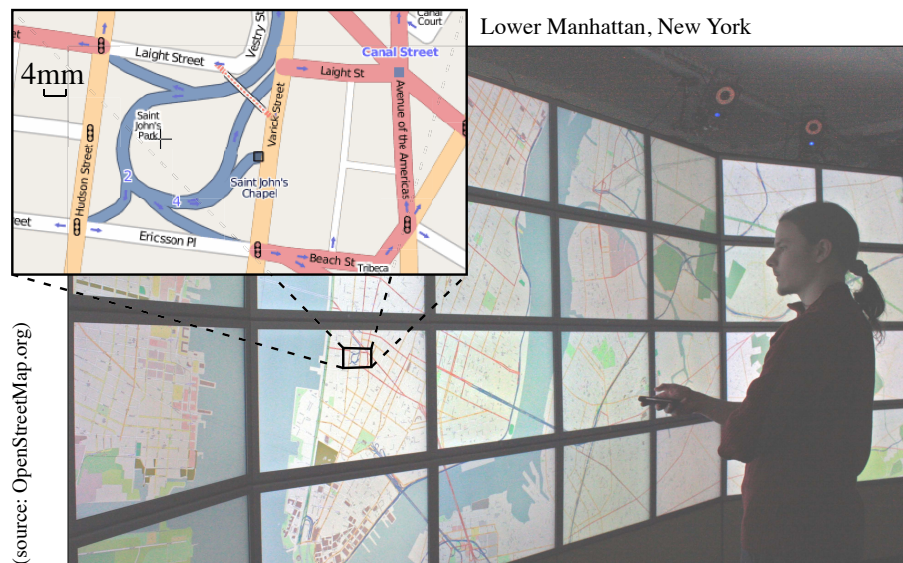 Lower Manhattan, New York
Canal
Court
et
Vestry St
Canal Street
Laight Street
Laight St
4mm
Saint
John's
Park
Varick Street
Avenue of the Americas
Hudson Street
Saint John's
Chapel
2
4
reet
Ericsson Pl
Beach St
Tribeca
(source: OpenStreetMap.org)